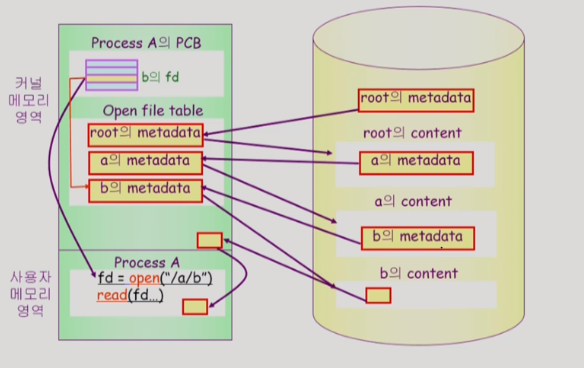 Process A의 PCB
b의 fd
커널
메모리
영역
Open file table
root의 metadata
a의 metadata
b의 metadata
Process A
fd = open("/a/b")
read(fd...)
사용자
메모리
영역
root의 metadata
root의 content
a의 metadata
a의 content
b의 metadata
b의 content